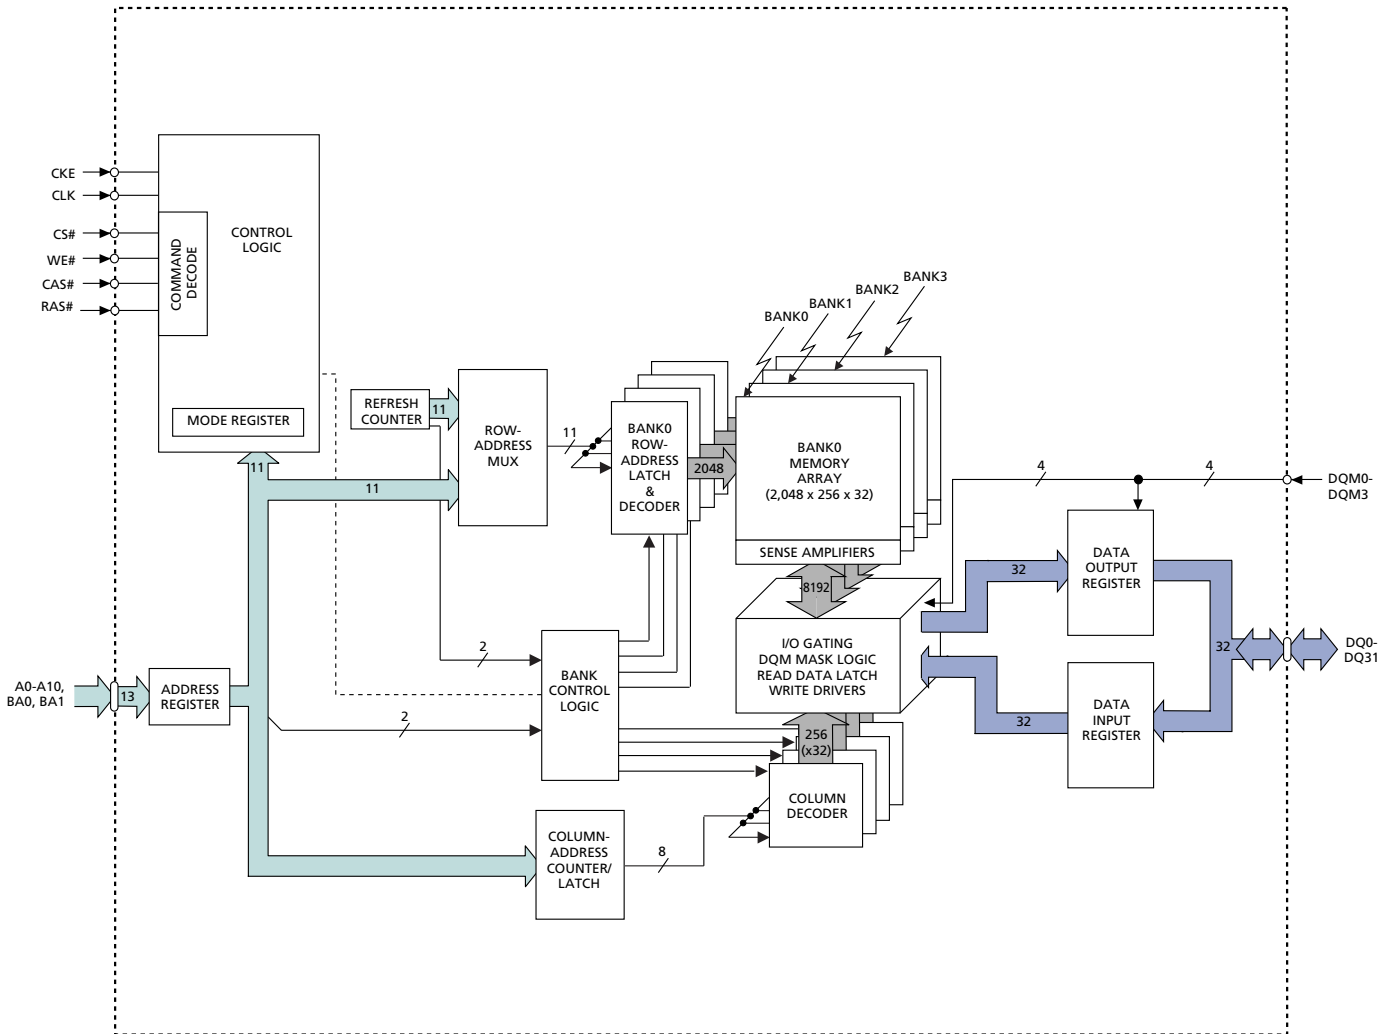 CKE
CLK
CS#
WE#
CAS#
RAS#
COMMAND
DECODE
CONTROL
LOGIC
MODE REGISTER
11
REFRESH
COUNTER
11
11
ROW-
ADDRESS
MUX
11
BANK0
ROW-
ADDRESS
LATCH
&
DECODER
2048
BANK0
BANK1
BANK2
BANK3
BANK0
MEMORY
ARRAY
(2,048 x 256 x 32)
SENSE AMPLIFIERS
8192
I/O GATING
DQM MASK LOGIC
READ DATA LATCH
WRITE DRIVERS
256
(x32)
COLUMN
DECODER
A0-A10,
BA0, BA1
13
ADDRESS
REGISTER
2
2
BANK
CONTROL
LOGIC
COLUMN-
ADDRESS
COUNTER/
LATCH
8
4
4
DQM0-
DQM3
DATA
OUTPUT
REGISTER
32
32
32
DATA
INPUT
REGISTER
DQ0-
DQ31